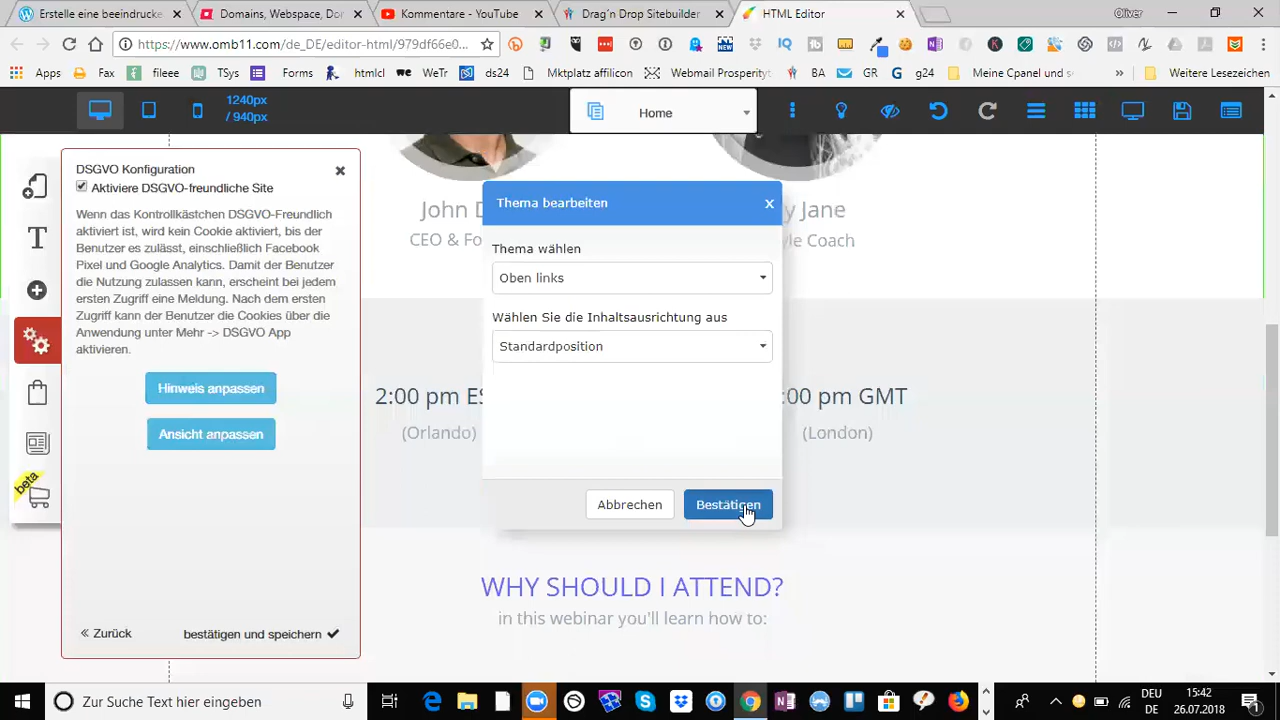 Erstelle eine beeindrucke
Domains, Webspace, Dor
Kommentare - YouTube
Drag´n Drop Sitebuilder
HTML Editor
Oliver
https://www.omb11.com/de_DE/editor-html/979df66e0...
Apps
Fax
fileee
TSys
Forms
htmlcl
WeTr
ds24
Mktplatz affilicon
Webmail Prosperity
BA
GR
g24
Meine Cpanel und s
»
Weitere Lesezeichen
1240px
/ 940px
Home
DSGVO Konfiguration
Aktiviere DSGVO-freundliche Site
Wenn das Kontrollkästchen DSGVO-Freundlich
aktiviert ist, wird kein Cookie aktiviert, bis der
Benutzer es zulässt, einschließlich Facebook
Pixel und Google Analytics. Damit der Benutzer
die Nutzung zulassen kann, erscheint bei jedem
ersten Zugriff eine Meldung. Nach dem ersten
Zugriff kann der Benutzer die Cookies über die
Anwendung unter Mehr -> DSGVO App
aktivieren.
Hinweis anpassen
Ansicht anpassen
« Zurück
bestätigen und speichern
beta
Thema bearbeiten
x
Thema wählen
Oben links
Wählen Sie die Inhaltsausrichtung aus
Standardposition
Abbrechen
Bestätigen
John D
y Jane
CEO & Fo
yle Coach
2:00 pm ES
:00 pm GMT
(Orlando)
(London)
WHY SHOULD I ATTEND?
in this webinar you'll learn how to:
Zur Suche Text hier eingeben
DEU
DE
15:42
26.07.2018